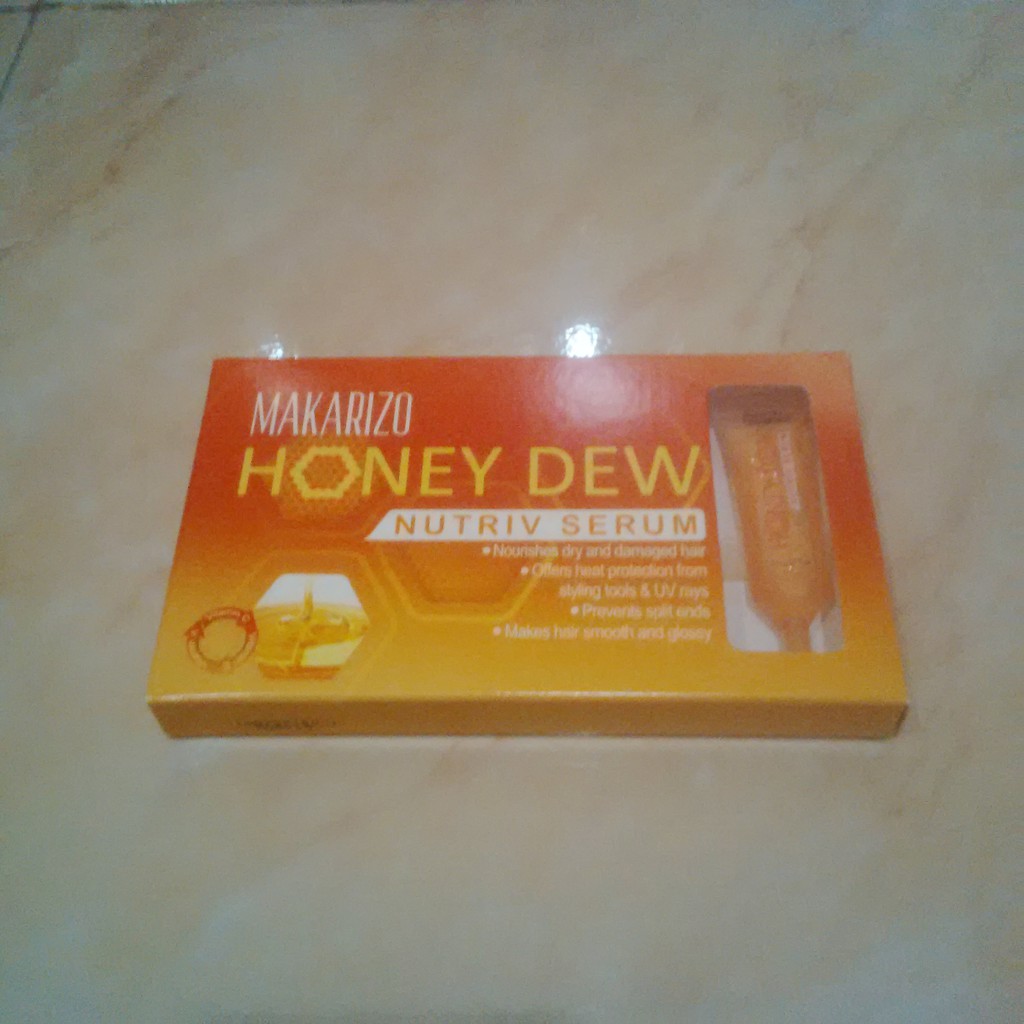 MAKARIZO
HONEY DEW
NUTRIV SERUM
• Nourishes dry and damaged hair
• Offers heat protection from
styling tools & UV rays
• Prevents split ends
• Makes hair smooth and glossy